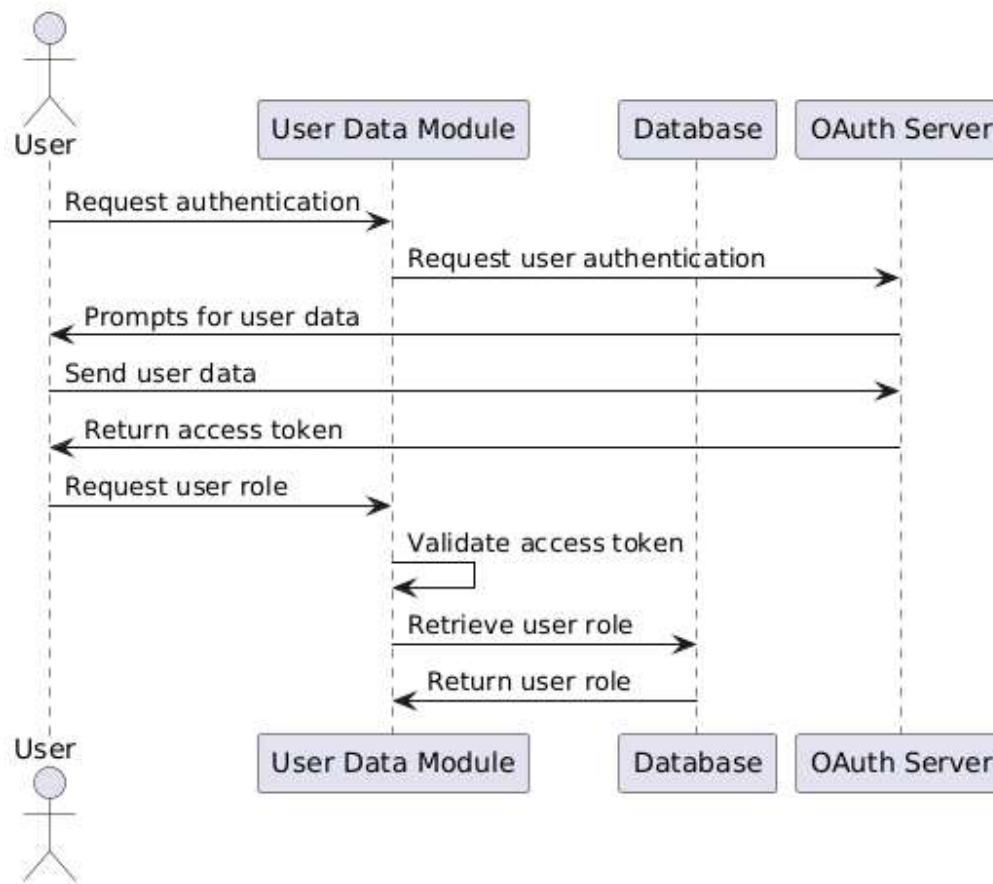 User
User Data Module
Database
OAuth Server
Request authentication
Request user authentication
Prompts for user data
Send user data
Return access token
Request user role
Validate access token
Retrieve user role
Return user role
User
User Data Module
Database
OAuth Server